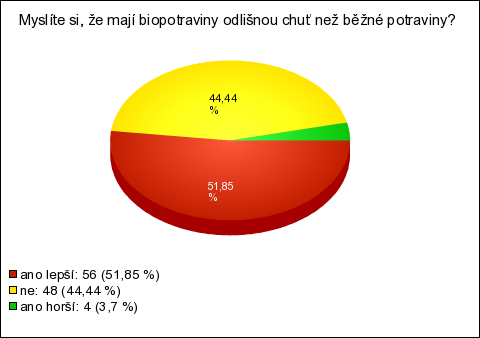 Myslíte si, že mají biopotraviny odlišnou chuť než běžné potraviny?
44,44
%
51,85
%
ano lepší: 56 (51,85 %)
ne: 48 (44,44 %)
ano horší: 4 (3,7 %)